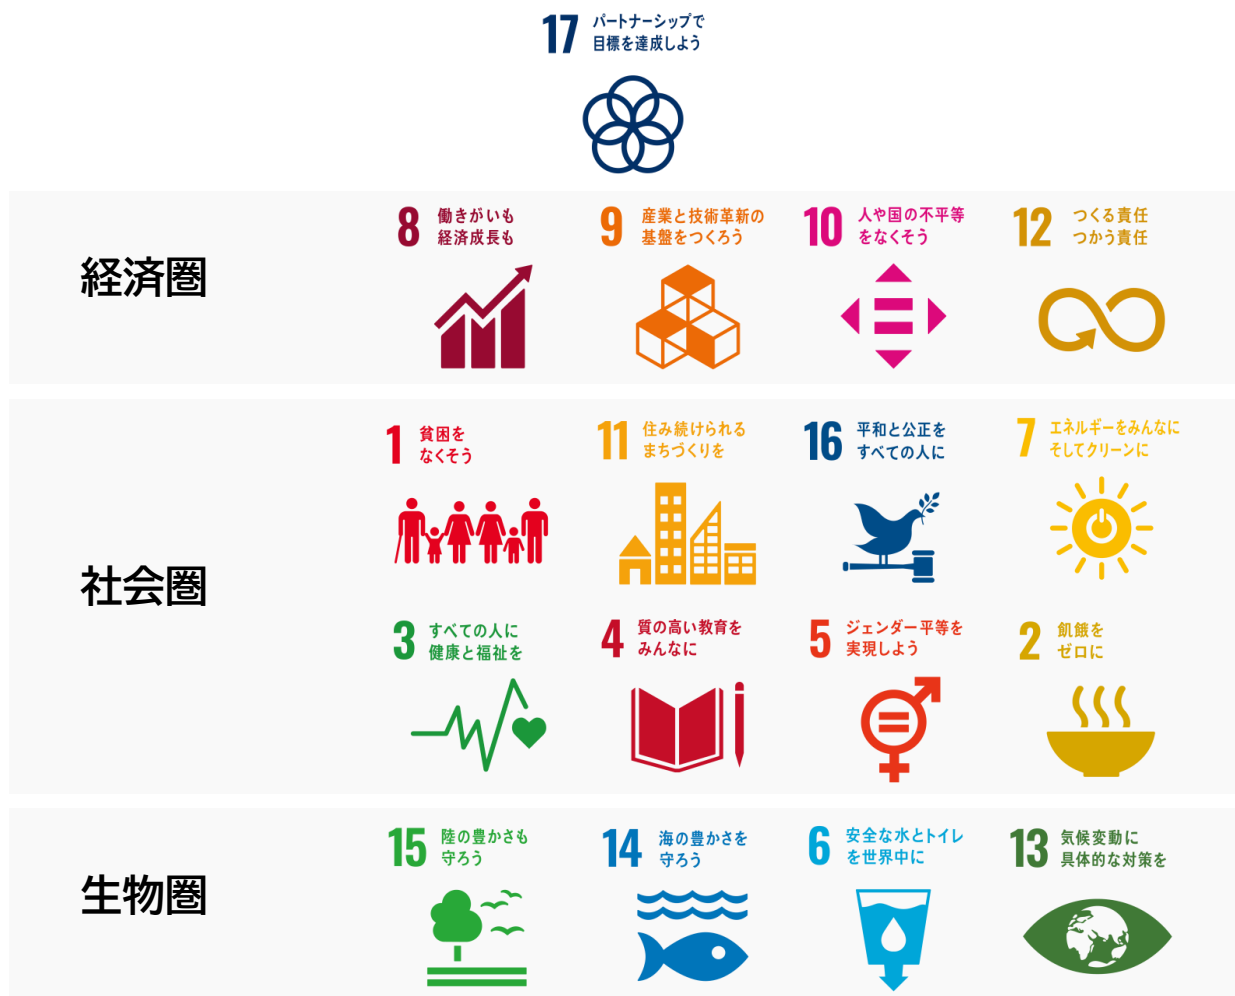 17 パートナーシップで
目標を達成しよう
経済圏
8 働きがいも
経済成長も
9 産業と技術革新の
基盤をつくろう
10 人や国の不平等
をなくそう
12 つくる責任
つかう責任
社会圏
1 貧困を
なくそう
11 住み続けられる
まちづくりを
16 平和と公正を
すべての人に
7 エネルギーをみんなに
そしてクリーンに
3 すべての人に
健康と福祉を
4 質の高い教育を
みんなに
5 ジェンダー平等を
実現しよう
2 飢餓を
ゼロに
生物圏
15 陸の豊かさも
守ろう
14 海の豊かさを
守ろう
6 安全な水とトイレ
を世界中に
13 気候変動に
具体的な対策を